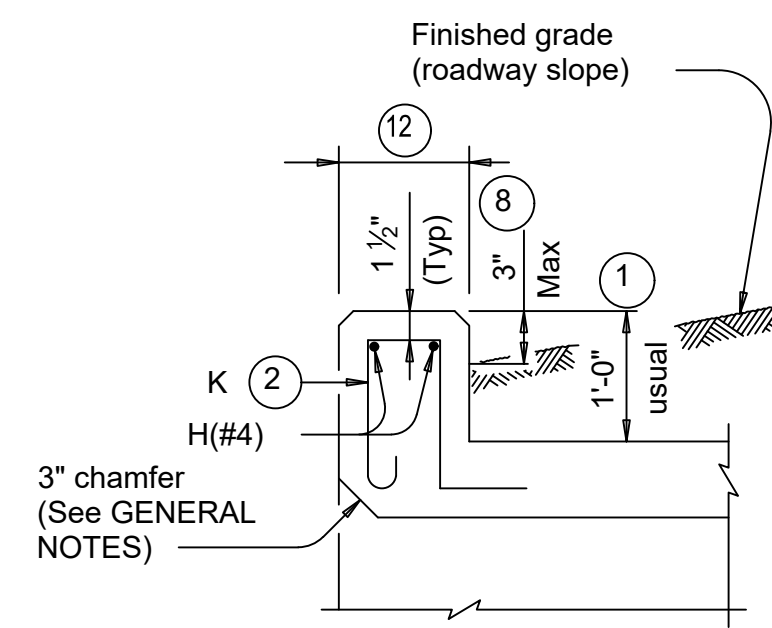 Finished grade
(roadway slope)
12
8
1 ½"
(Typ)
3"
Max
1
1'-0"
usual
K 2
H(#4)
3" chamfer
(See GENERAL
NOTES)